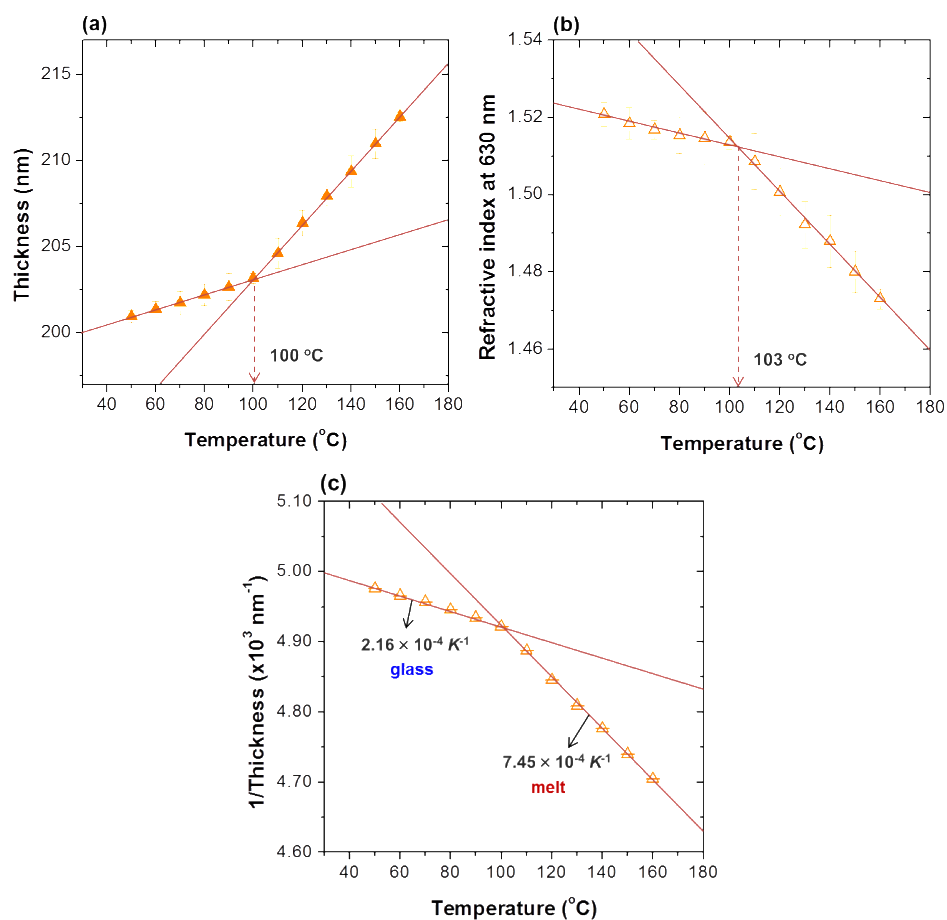 (a)
215
210
205
200
40 60 80 100 120 140 160 180
Thickness (nm)
Temperature (°C)
100 °C
(b)
1.54
1.52
1.50
1.48
1.46
40 60 80 100 120 140 160 180
Refractive index at 630 nm
Temperature (°C)
103 °C
(c)
5.10
5.00
4.90
4.80
4.70
4.60
40 60 80 100 120 140 160 180
1/Thickness (x10³ nm⁻¹)
Temperature (°C)
2.16 × 10⁻⁴ K⁻¹
glass
7.45 × 10⁻⁴ K⁻¹
melt